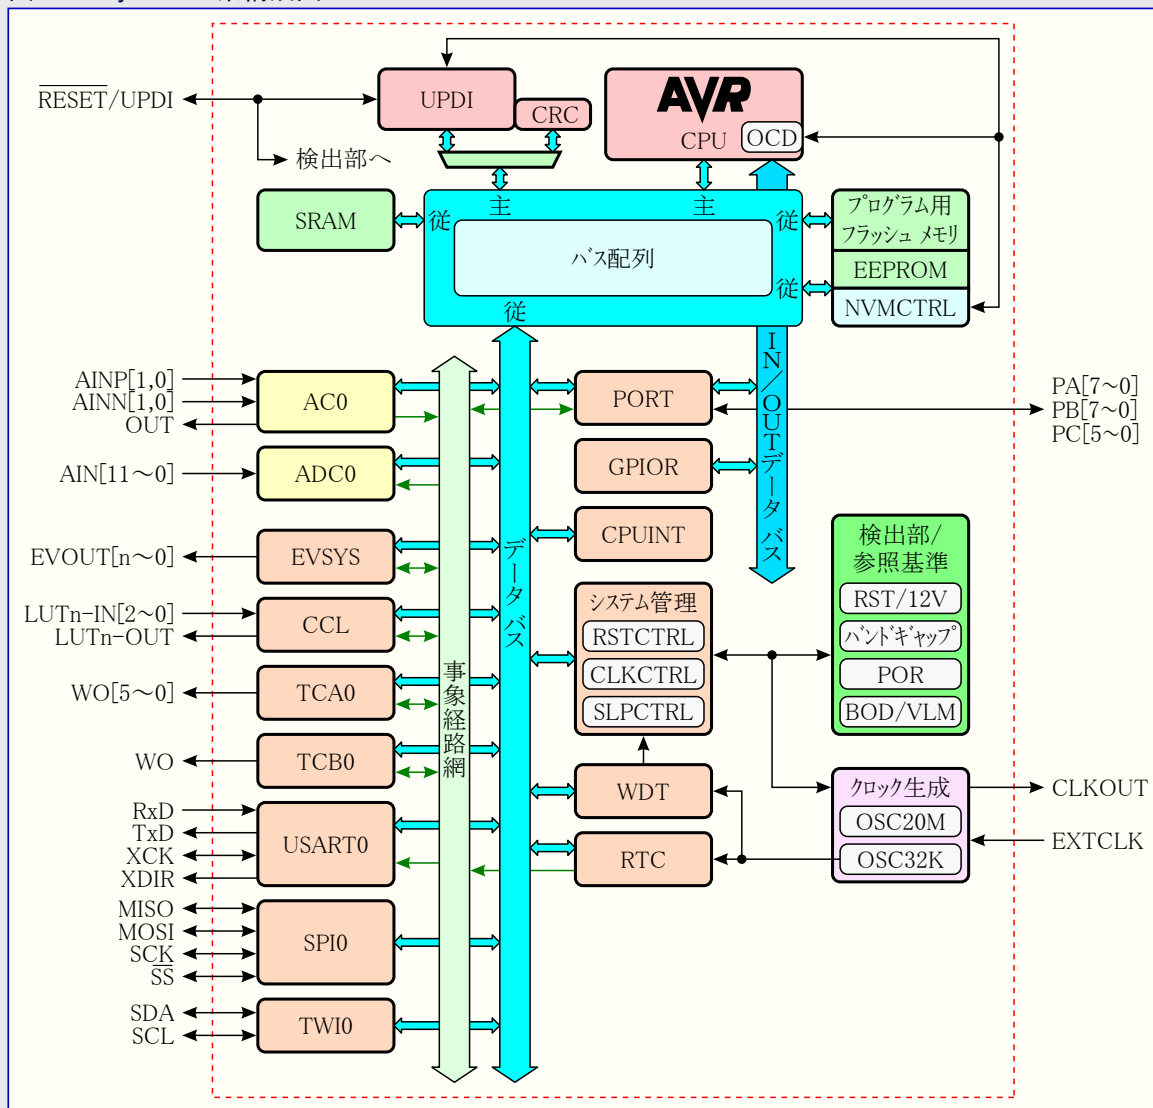 RESET/UPDI
検出部へ
UPDI
CRC
AVR
CPU
OCD
SRAM
主
主
従
従
従
従
バス配列
プログラム用
フラッシュ メモリ
EEPROM
NVMCTRL
AINP[1,0]
AINN[1,0]
OUT
AC0
AIN[11～0]
ADC0
EVOUT[n～0]
EVSYS
LUTn-IN[2～0]
LUTn-OUT
CCL
WO[5～0]
TCA0
WO
TCB0
RxD
TxD
XCK
XDIR
USART0
MISO
MOSI
SCK
SS
SPI0
SDA
SCL
TWI0
事象経路網
データ バス
IN/OUTデータ バス
PORT
GPIOR
CPUINT
システム管理
RSTCTRL
CLKCTRL
SLPCTRL
WDT
RTC
PA[7～0]
PB[7～0]
PC[5～0]
検出部/
参照基準
RST/12V
バンドギャップ
POR
BOD/VLM
クロック生成
OSC20M
OSC32K
CLKOUT
EXTCLK